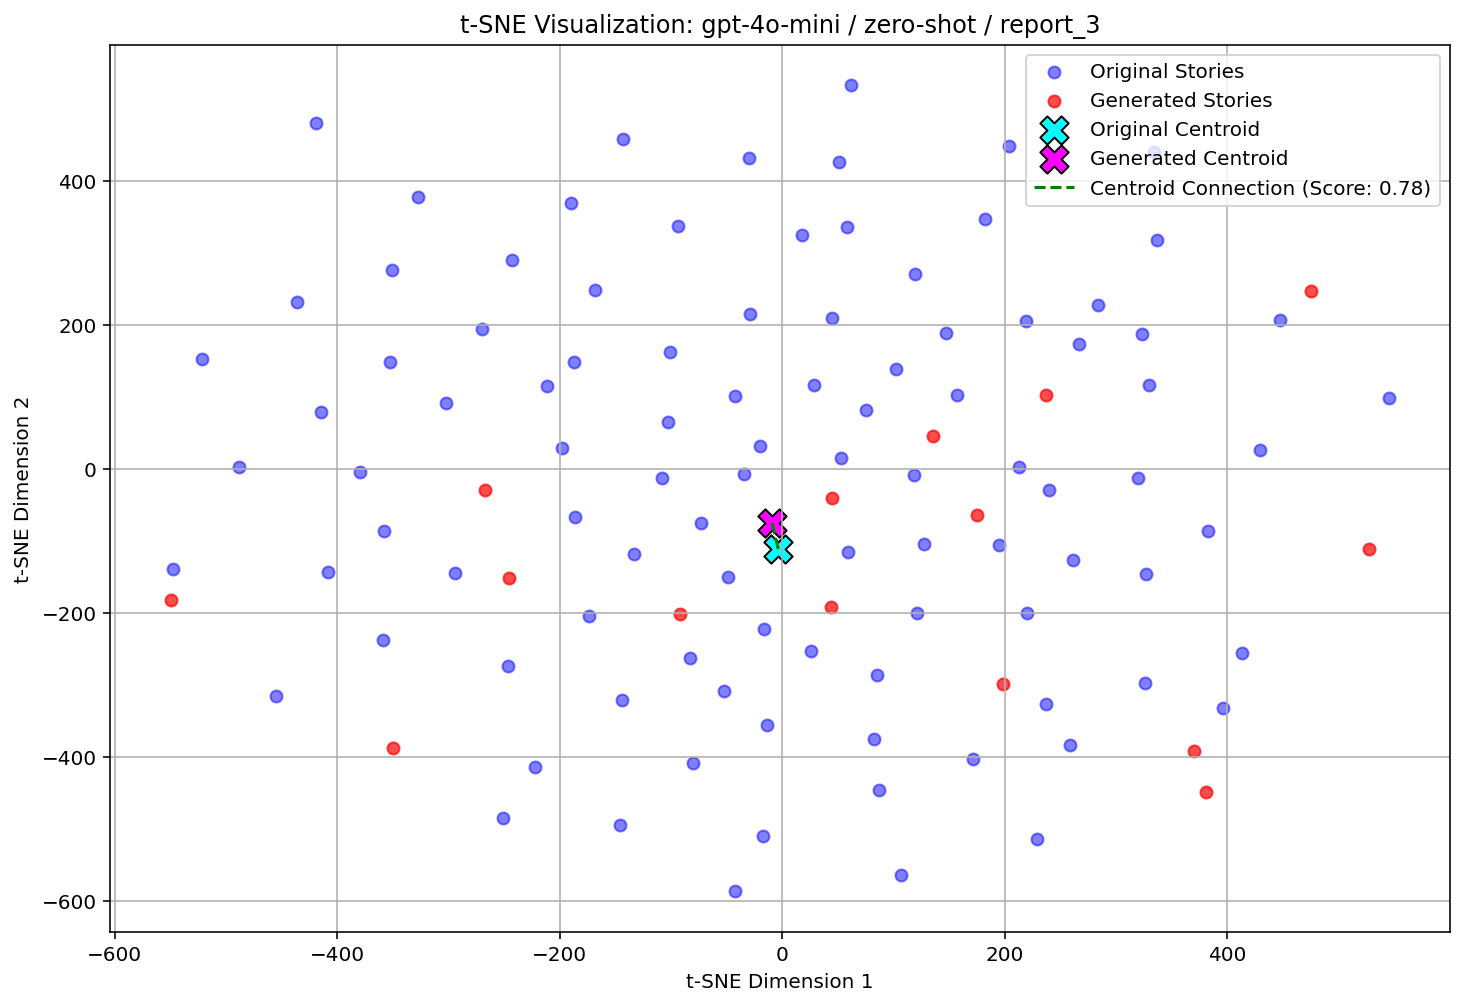 t-SNE Visualization: gpt-4o-mini / zero-shot / report_3
Original Stories
Generated Stories
Original Centroid
Generated Centroid
Centroid Connection (Score: 0.78)
t-SNE Dimension 2
400
200
0
−200
−400
−600
−600
−400
−200
0
200
400
t-SNE Dimension 1